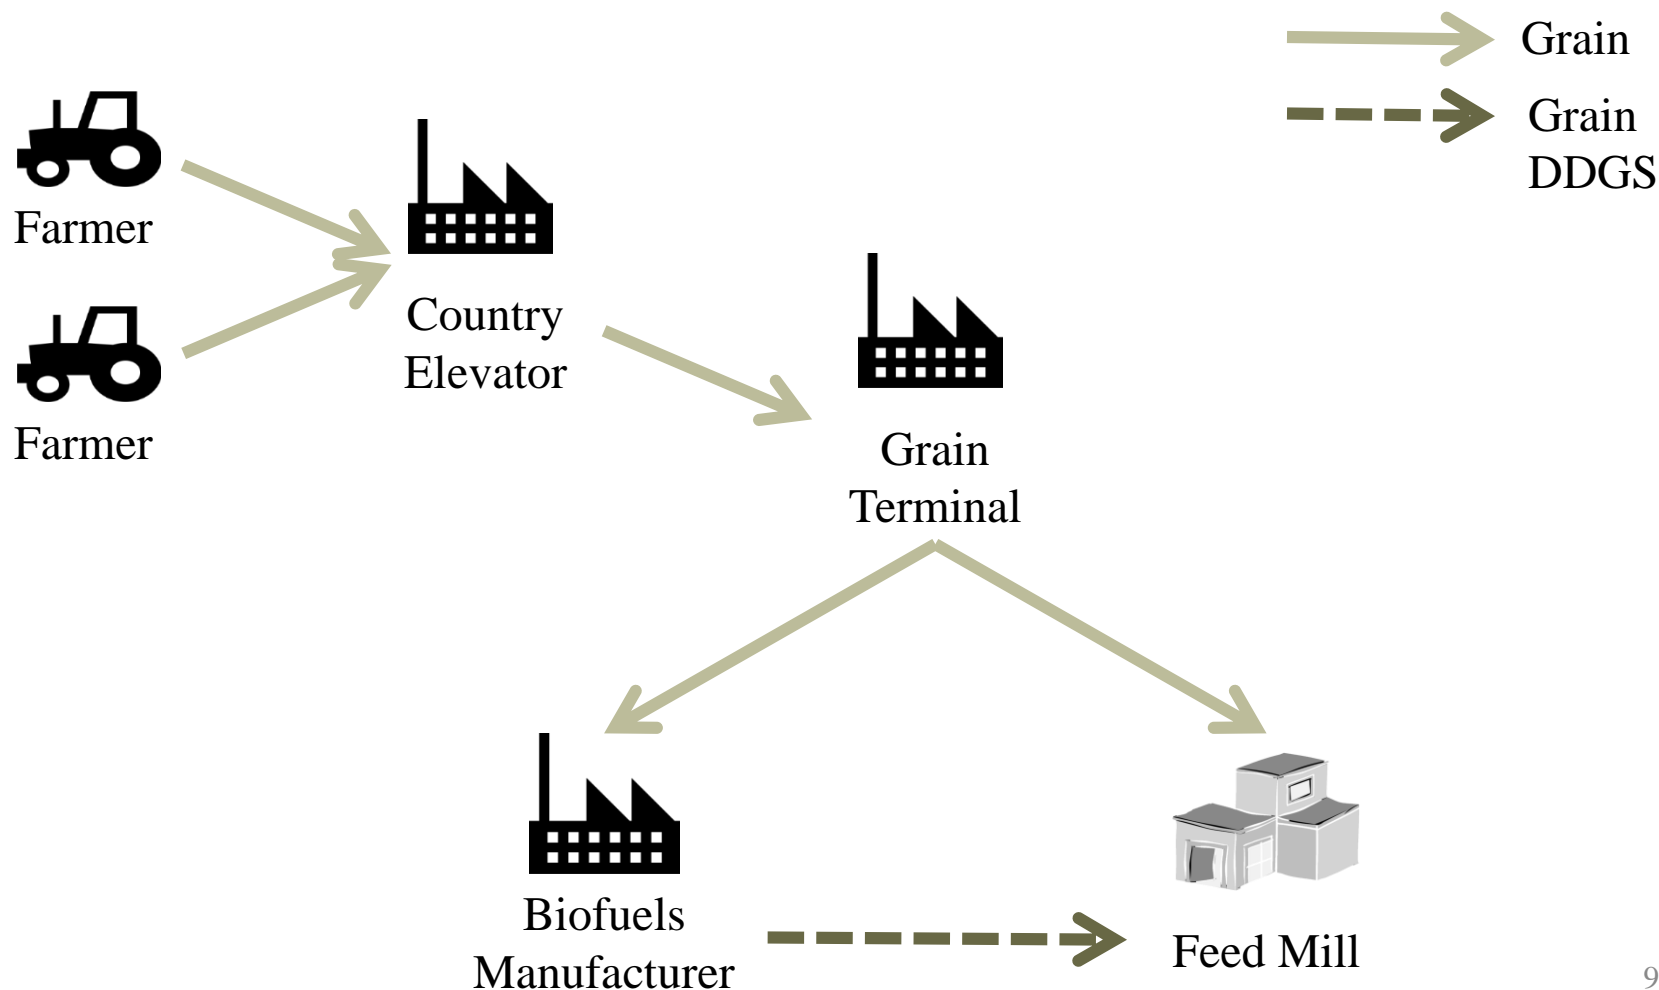 Grain
Grain
DDGS
Farmer
Country
Elevator
Farmer
Grain
Terminal
Biofuels
Manufacturer
Feed Mill
9